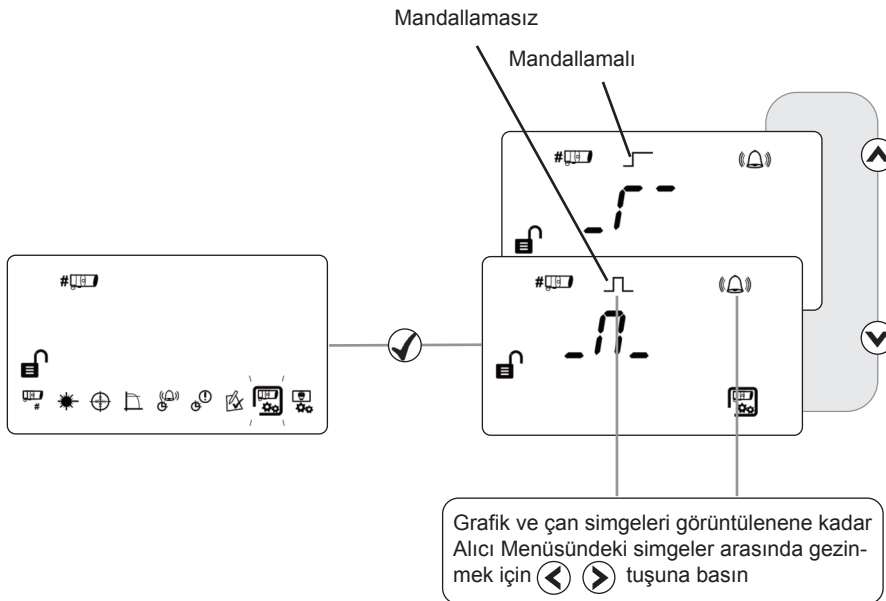 Mandallamasız
Mandallamalı
#
#
#
#
Grafik ve çan simgeleri görüntülenene kadar
Alıcı Menüsündeki simgeler arasında gezin-
mek için tuşuna basın